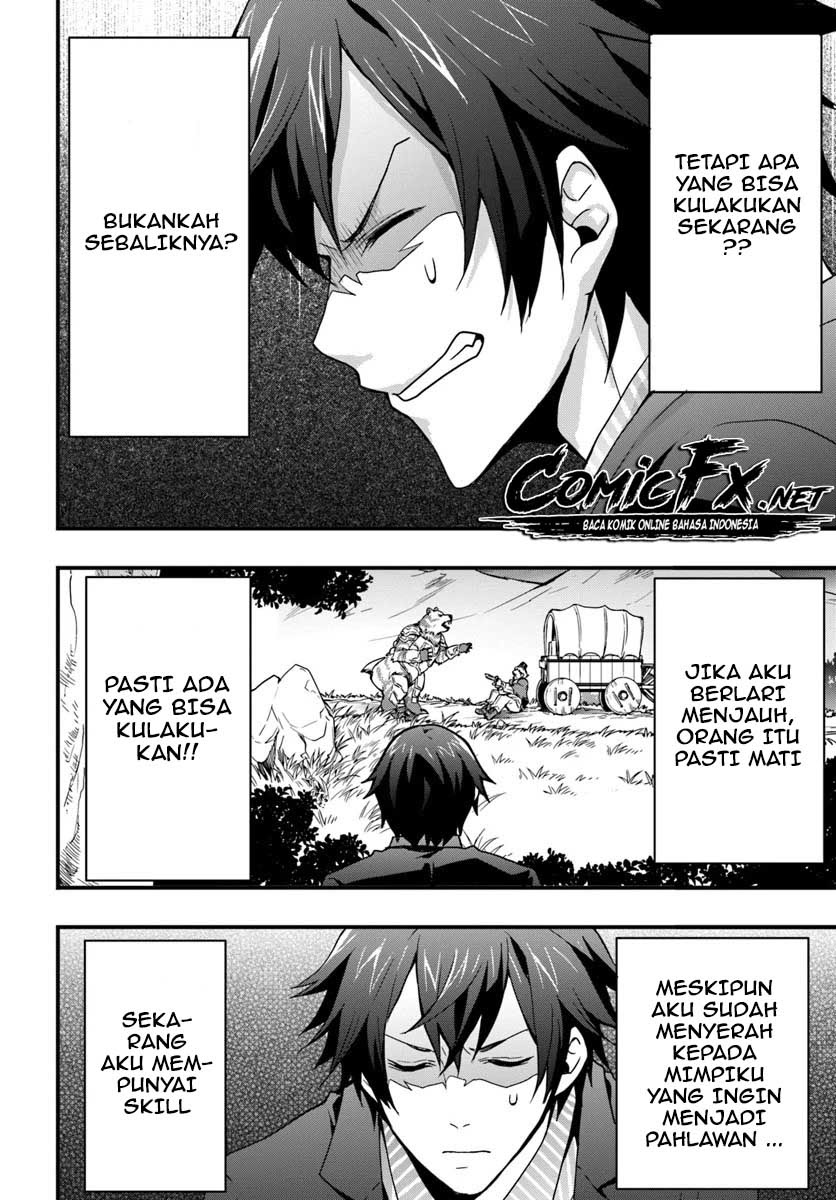 TETAPI APA
YANG BISA
KULAKUKAN
SEKARANG
??
BUKANKAH
SEBALIKNYA?
COMICFX.NET
BACA KOMIK ONLINE BAHASA INDONESIA
JIKA AKU
BERLARI
MENJAUH,
ORANG ITU
PASTI MATI
PASTI ADA
YANG BISA
KULAKU-
KAN!!
MESKIPUN
AKU SUDAH
MENYERAH
KEPADA
MIMPIKU
YANG INGIN
MENJADI
PAHLAWAN ...
SEKA-
RANG
AKU MEM-
PUNYAI
SKILL